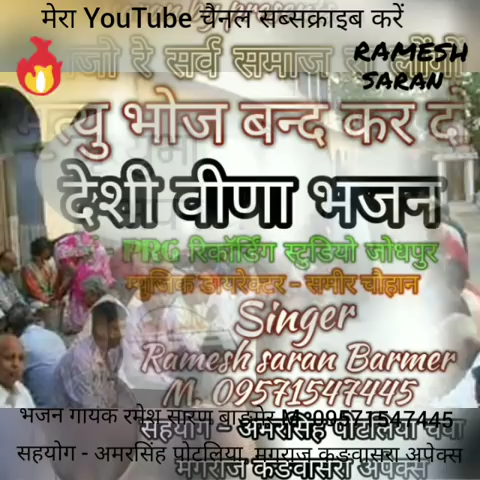 मेरा YouTube चैनल सब्सक्राइब करें
RAMESH
SARAN
रे सर्व समाज
मृत्यु भोज बन्द कर दो
देशी वीणा भजन
PRG रिकॉर्डिंग स्टुडियो जोधपुर
म्युजिक डायरेक्टर - समीर चौहान
Singer
Ramesh saran Barmer
M. 09571547445
भजन गायक रमेश सारण बाड़मेर M.09571547445
सहयोग - अमरसिंह पोटलिया
सहयोग - अमरसिंह पोटलिया, मगराज कड़वासरा अपेक्स
मगराज कड़वासरा अपेक्स